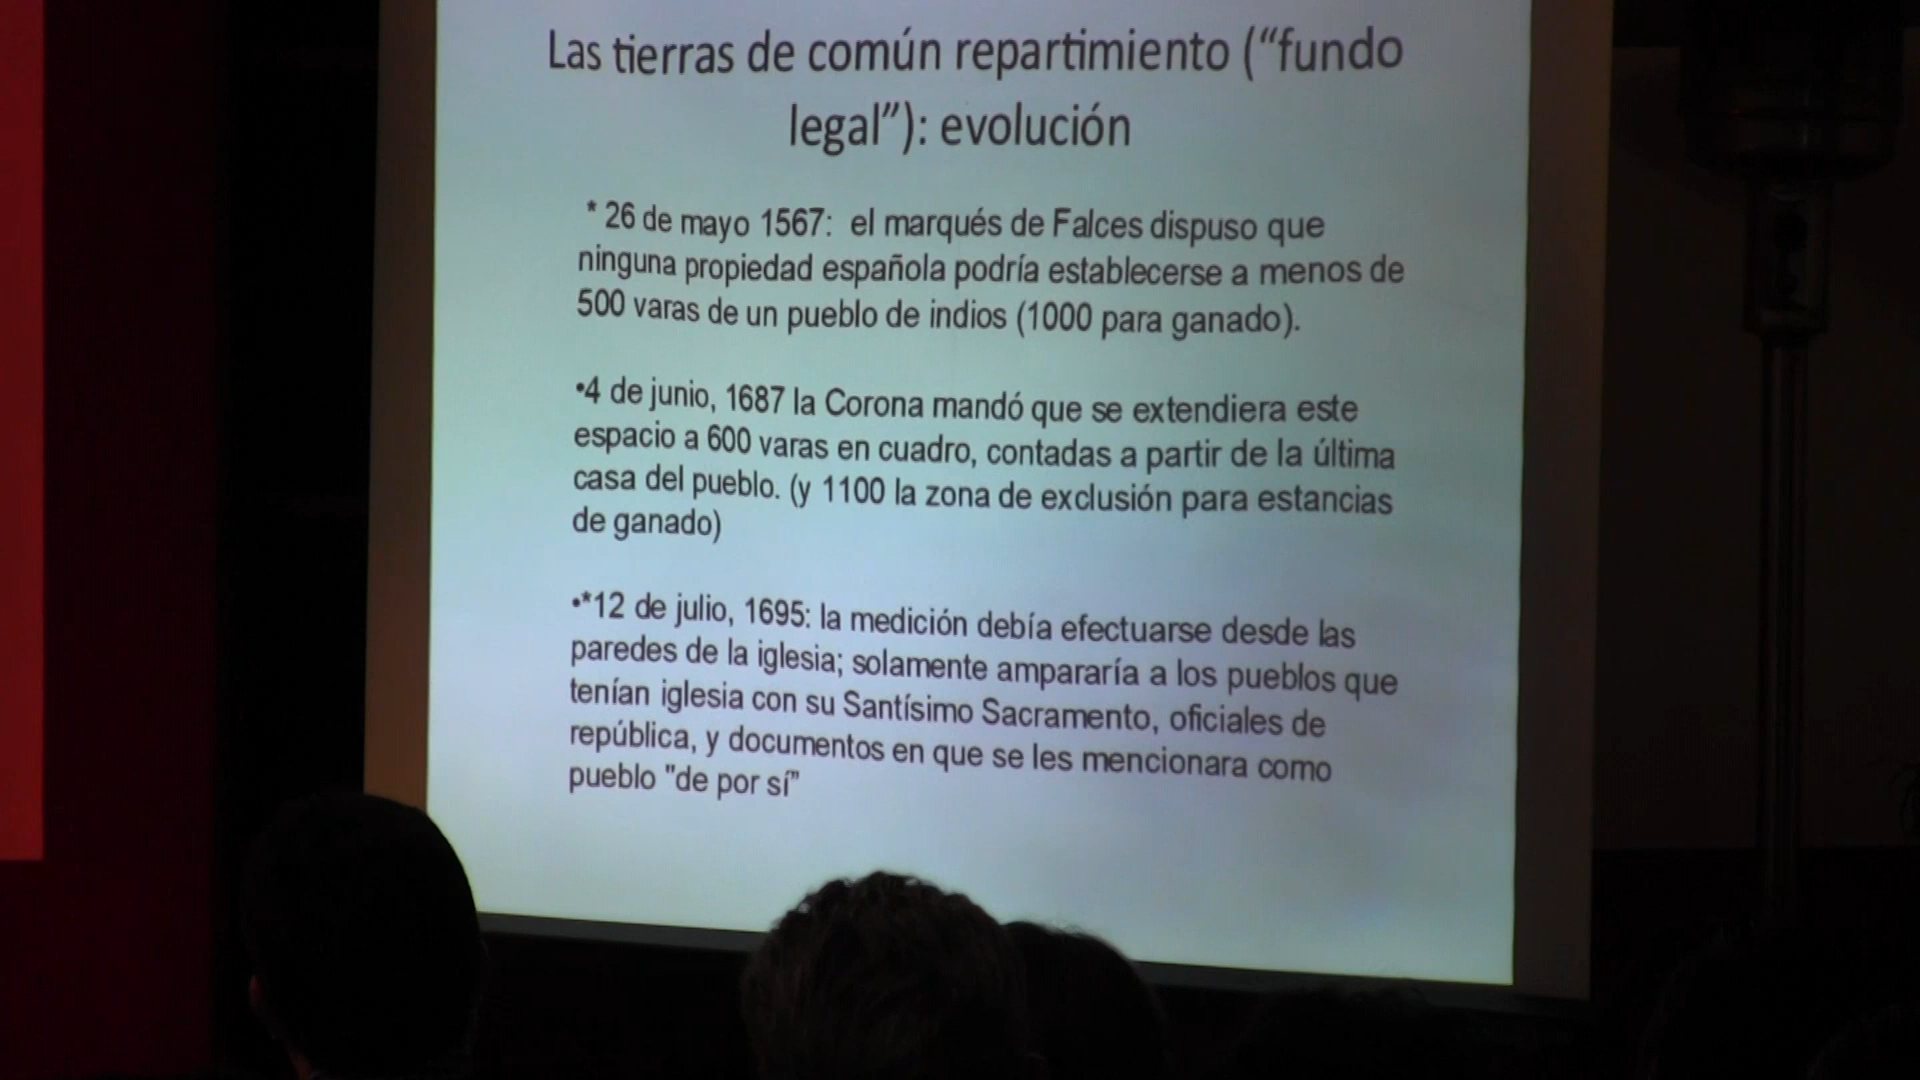 Las tierras de común repartimiento (“fundo
legal”): evolución
* 26 de mayo 1567:  el marqués de Falces dispuso que
ninguna propiedad española podría establecerse a menos de
500 varas de un pueblo de indios (1000 para ganado).
•4 de junio, 1687 la Corona mandó que se extendiera este
espacio a 600 varas en cuadro, contadas a partir de la última
casa del pueblo. (y 1100 la zona de exclusión para estancias
de ganado)
•*12 de julio, 1695: la medición debía efectuarse desde las
paredes de la iglesia; solamente ampararía a los pueblos que
tenían iglesia con su Santísimo Sacramento, oficiales de
república, y documentos en que se les mencionara como
pueblo "de por sí"